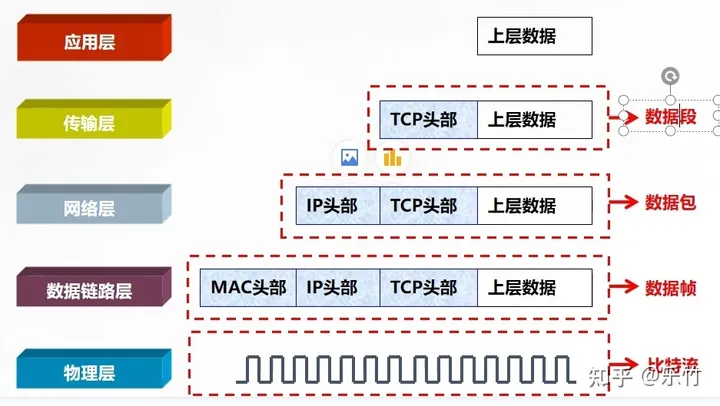 应用层
上层数据
传输层
TCP头部
上层数据
数据段
网络层
IP头部
TCP头部
上层数据
数据包
数据链路层
MAC头部
IP头部
TCP头部
上层数据
数据帧
物理层
比特流
知乎 @乐竹